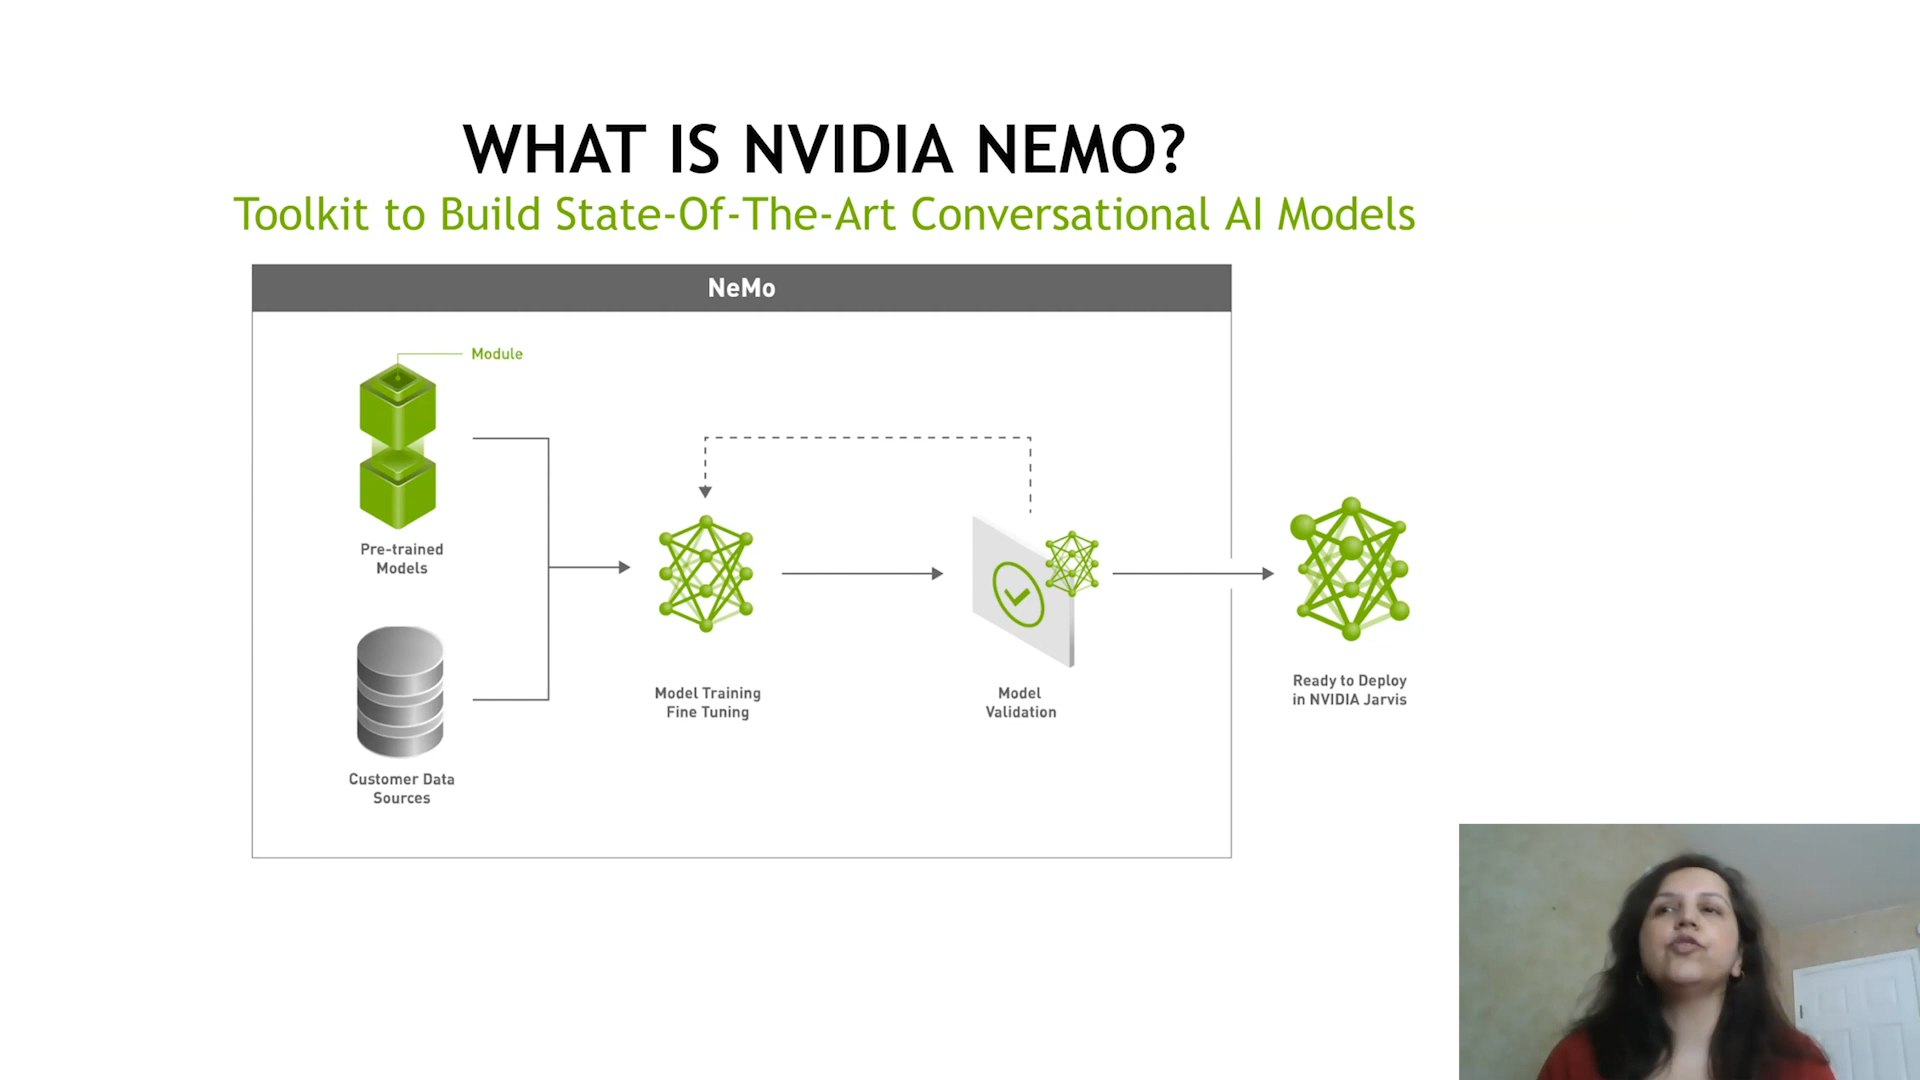 WHAT IS NVIDIA NEMO?
Toolkit to Build State-Of-The-Art Conversational AI Models
NeMo
Module
Pre-trained
Models
Customer Data
Sources
Model Training
Fine Tuning
Model
Validation
Ready to Deploy
in NVIDIA Jarvis